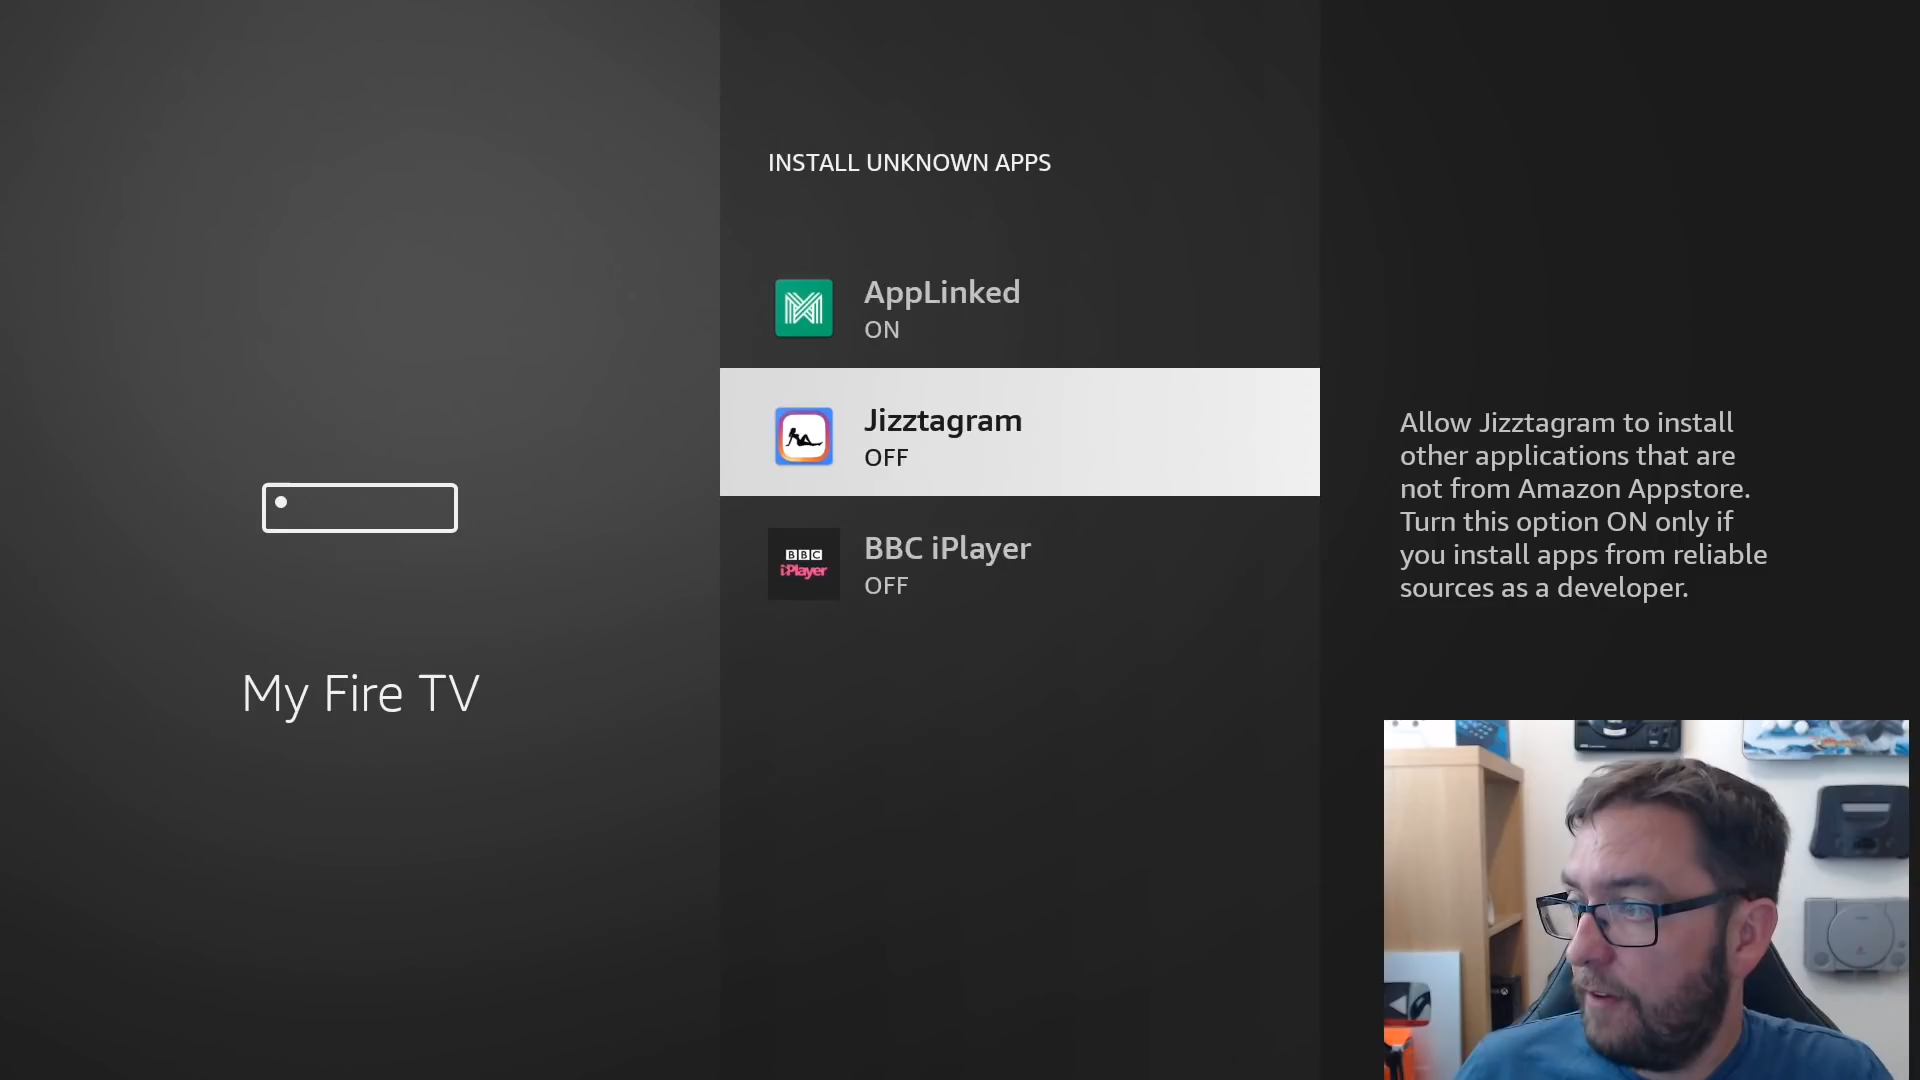 INSTALL UNKNOWN APPS
AppLinked
ON
Jizztagram
OFF
BBC iPlayer
OFF
BBC
iPlayer
My Fire TV
Allow Jizztagram to install
other applications that are
not from Amazon Appstore.
Turn this option ON only if
you install apps from reliable
sources as a developer.